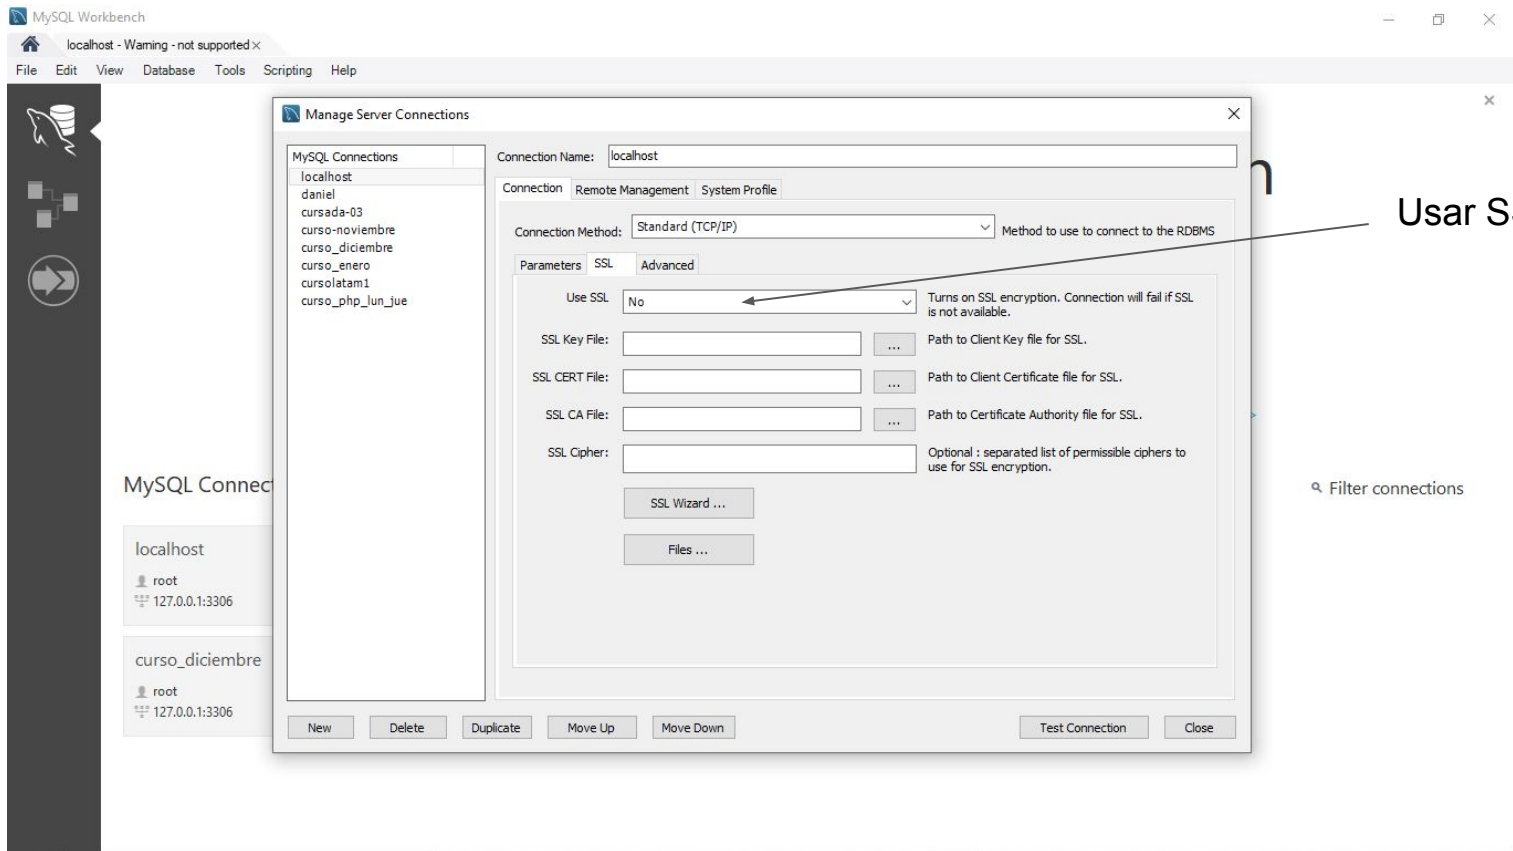 MySQL Workbench
localhost - Warning - not supported
File Edit View Database Tools Scripting Help
Manage Server Connections
MySQL Connections
localhost
daniel
cursada-03
curso-noviembre
curso_diciembre
curso_enero
cursolatam1
curso_php_lun_jue
Connection Name: localhost
Connection Remote Management System Profile
Connection Method: Standard (TCP/IP) Method to use to connect to the RDBMS
Parameters SSL Advanced
Use SSL No Turns on SSL encryption. Connection will fail if SSL
is not available.
SSL Key File: ... Path to Client Key file for SSL.
SSL CERT File: ... Path to Client Certificate file for SSL.
SSL CA File: ... Path to Certificate Authority file for SSL.
SSL Cipher: Optional : separated list of permissible ciphers to
use for SSL encryption.
SSL Wizard ...
Files ...
New Delete Duplicate Move Up Move Down Test Connection Close
Usar
MySQL Connect
Filter connections
localhost
root
127.0.0.1:3306
curso_diciembre
root
127.0.0.1:3306